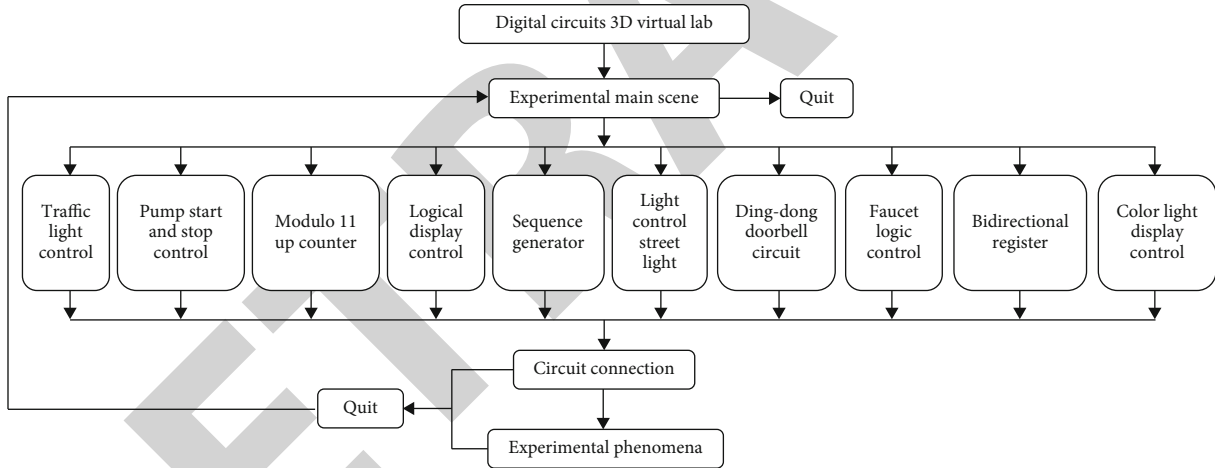 Digital circuits 3D virtual lab
Experimental main scene
Quit
Traffic
light
control
Pump start
and stop
control
Modulo 11
up counter
Logical
display
control
Sequence
generator
Light
control
street
light
Ding-dong
doorbell
circuit
Faucet
logic
control
Bidirectional
register
Color light
display
control
Circuit connection
Quit
Experimental phenomena